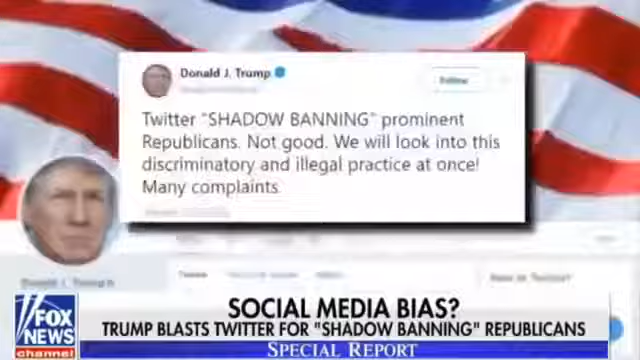 Donald J. Trump
Follow
Twitter "SHADOW BANNING" prominent
Republicans. Not good. We will look into this
discriminatory and illegal practice at once!
Many complaints.
Donald J. Trump
SOCIAL MEDIA BIAS?
TRUMP BLASTS TWITTER FOR "SHADOW BANNING" REPUBLICANS
FOX
NEWS
channel
SPECIAL REPORT